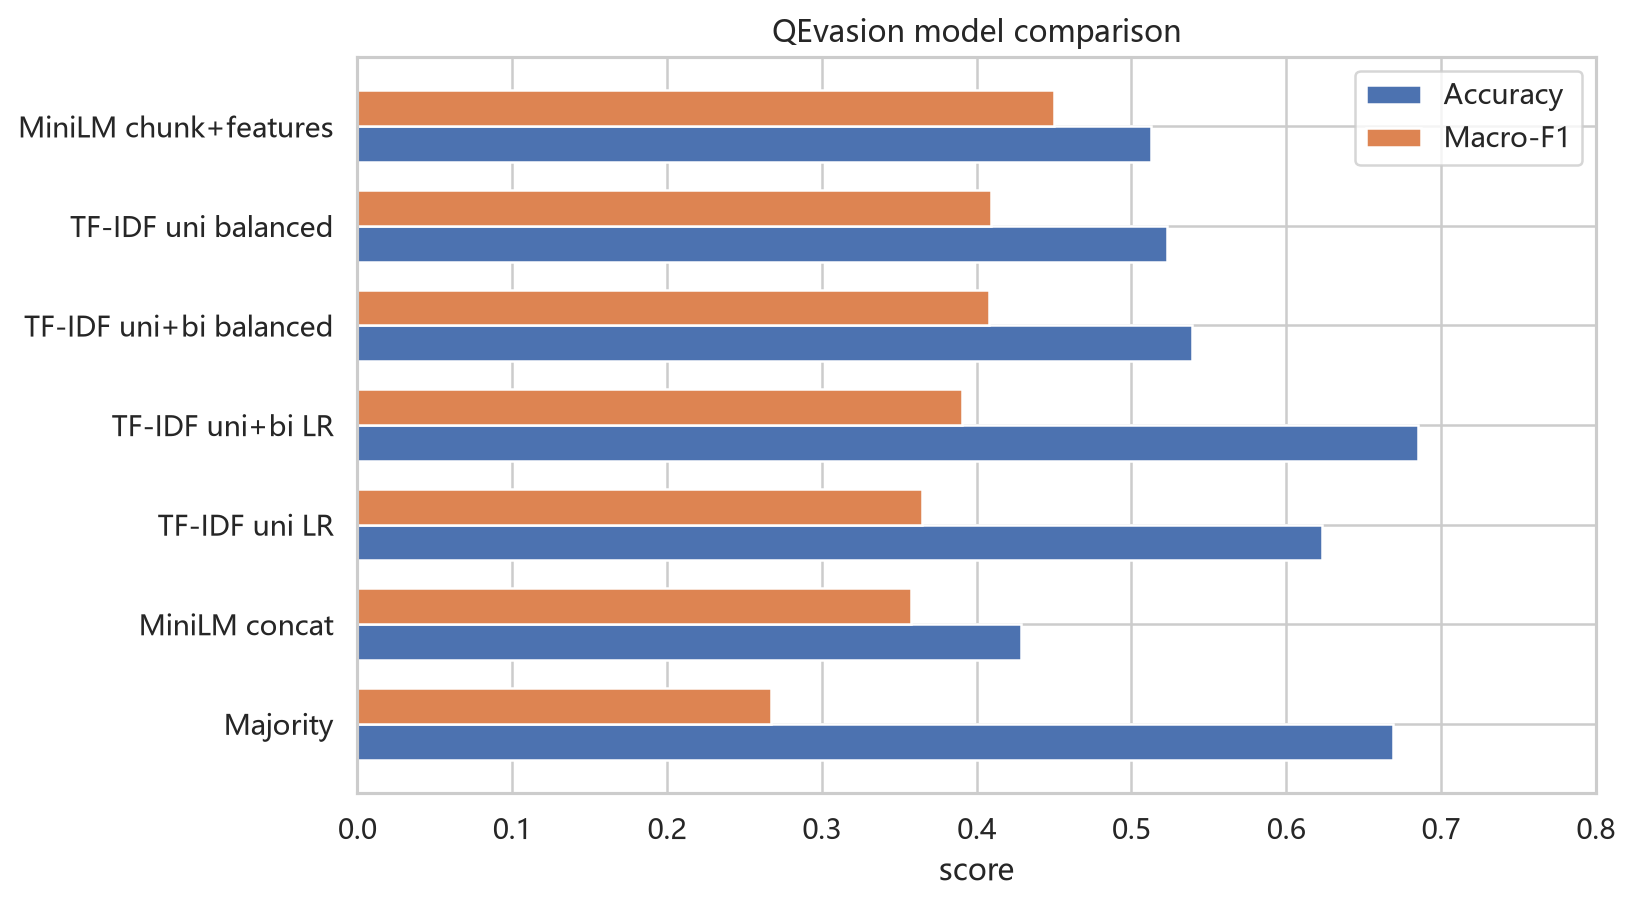 QEvasion model comparison
Accuracy
Macro-F1
MiniLM chunk+features
TF-IDF uni balanced
TF-IDF uni+bi balanced
TF-IDF uni+bi LR
TF-IDF uni LR
MiniLM concat
Majority
0.0 0.1 0.2 0.3 0.4 0.5 0.6 0.7 0.8
score